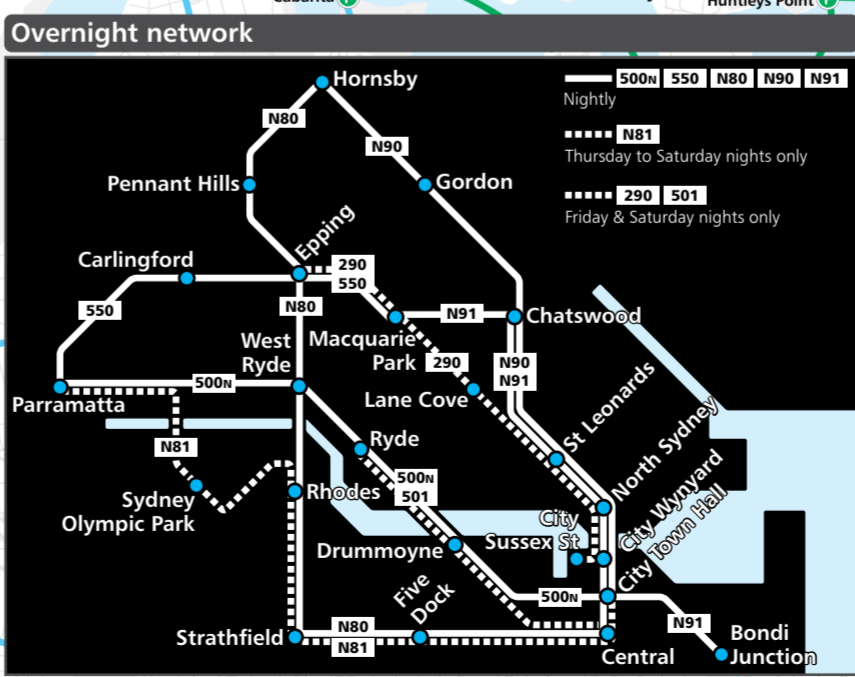 Cabarita F
Huntleys Point F
Overnight network
500N 550 N80 N90 N91
Nightly
N81
Thursday to Saturday nights only
290 501
Friday & Saturday nights only
Hornsby
N80
N90
Pennant Hills
Gordon
Epping
Carlingford
290
550
550
N80
N91
Chatswood
West
Ryde
Macquarie
Park
290
N90
N91
500N
Parramatta
Lane Cove
St Leonards
N81
Ryde
North Sydney
Sydney
Olympic Park
Rhodes
500N
501
City Wynyard
City
Sussex St
City Town Hall
Drummoyne
Five
Dock
500N
N91
Strathfield
N80
N81
Central
Bondi
Junction